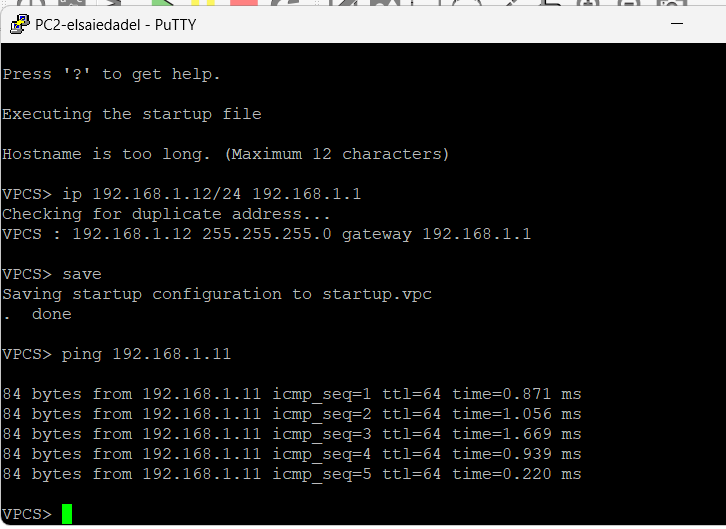 PC2-elsaiedadel - PuTTY
Press '?' to get help.
Executing the startup file
Hostname is too long. (Maximum 12 characters)
VPCS> ip 192.168.1.12/24 192.168.1.1
Checking for duplicate address...
VPCS : 192.168.1.12 255.255.255.0 gateway 192.168.1.1
VPCS> save
Saving startup configuration to startup.vpc
.  done
VPCS> ping 192.168.1.11
84 bytes from 192.168.1.11 icmp_seq=1 ttl=64 time=0.871 ms
84 bytes from 192.168.1.11 icmp_seq=2 ttl=64 time=1.056 ms
84 bytes from 192.168.1.11 icmp_seq=3 ttl=64 time=1.669 ms
84 bytes from 192.168.1.11 icmp_seq=4 ttl=64 time=0.939 ms
84 bytes from 192.168.1.11 icmp_seq=5 ttl=64 time=0.220 ms
VPCS>